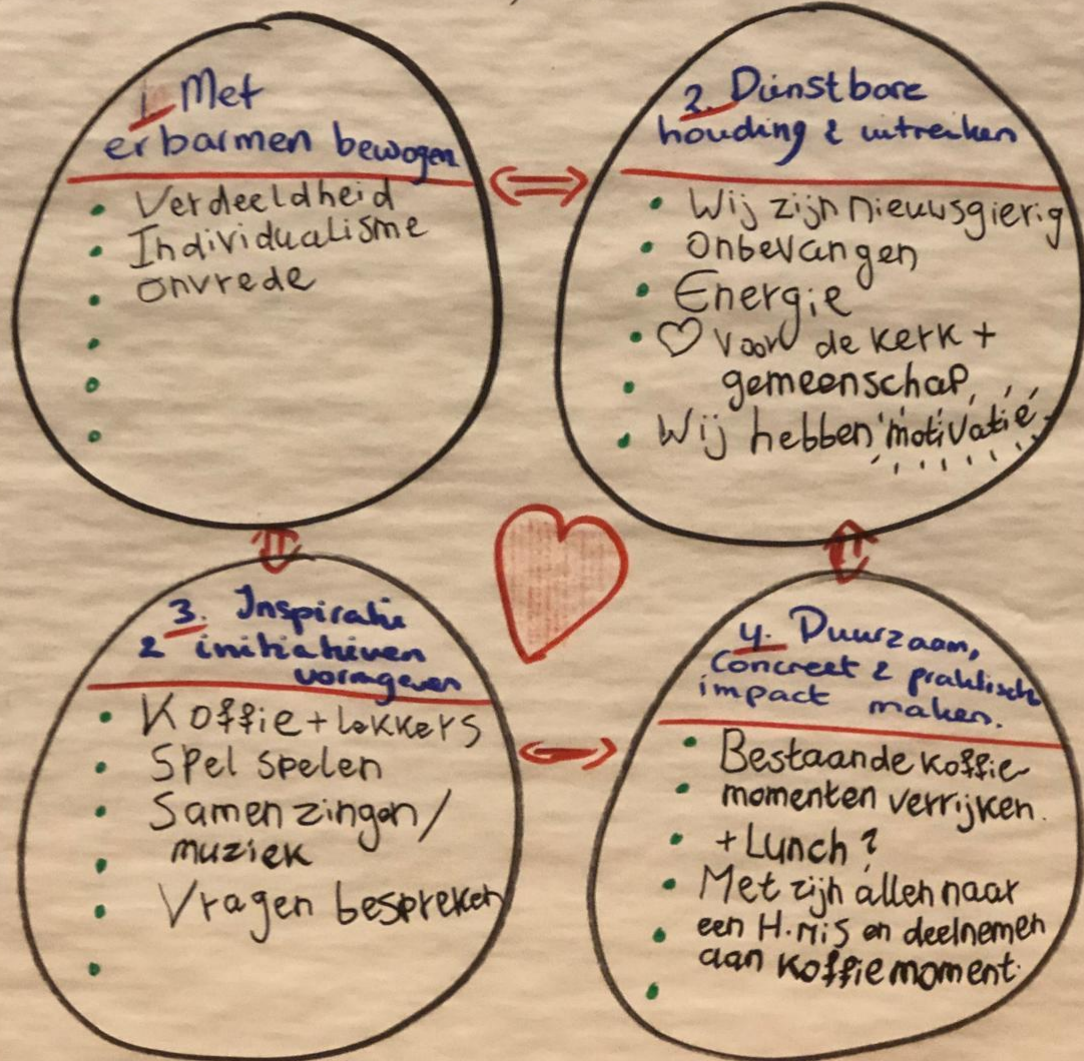 1. Met
erbarmen bewogen
Verdeeldheid
Individualisme
onvrede
2. Dienstbare
houding & uitreiken
Wij zijn nieuwsgierig
Onbevangen
Energie
♡ voor de kerk +
gemeenschap
Wij hebben motivatie
3. Inspiratie
& initiatieven
vormgeven
Koffie + lekkers
Spel spelen
Samen zingen/
muziek
Vragen bespreken
4. Duurzaam,
Concreet & praktisch
impact maken.
Bestaande koffie-
momenten verrijken.
+ Lunch?
Met zijn allen naar
een H. Mis en deelnemen
aan koffiemoment.